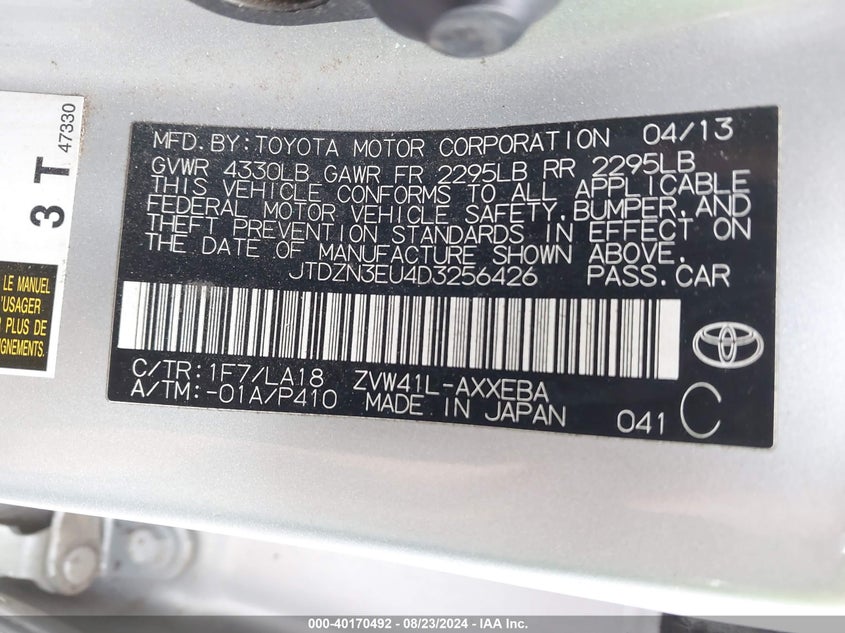 3 T
47330
LE MANUEL
'USAGER
PLUS DE
GNEMENTS.
MFD. BY: TOYOTA MOTOR CORPORATION 04/13
GVWR 4330LB GAWR FR 2295LB RR 2295LB
THIS VEHICLE CONFORMS TO ALL APPLICABLE
FEDERAL MOTOR VEHICLE SAFETY, BUMPER, AND
THEFT PREVENTION STANDARDS IN EFFECT ON
THE DATE OF MANUFACTURE SHOWN ABOVE.
JTDZN3EU4D3256426 PASS. CAR
C/TR: 1F7/LA18 ZVW41L-AXXEBA
A/TM: -01A/P410 MADE IN JAPAN 041 C
000-40170492 - 08/23/2024 - IAA Inc.